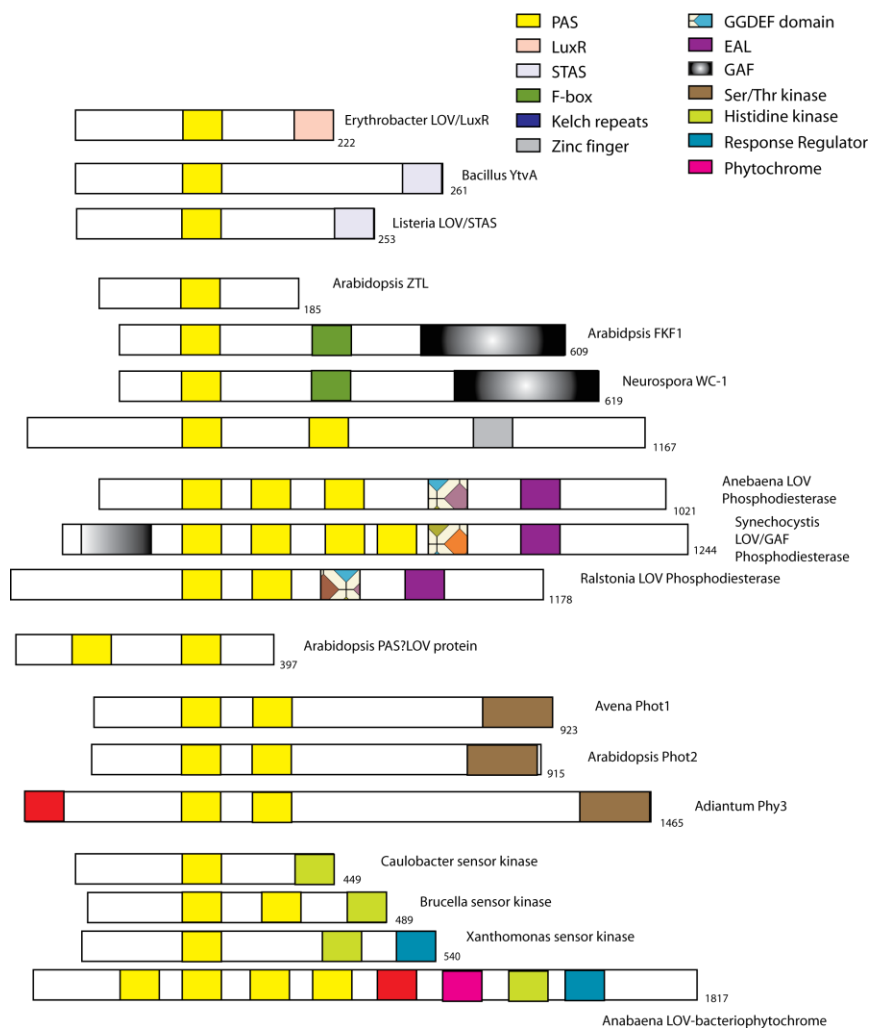 PAS
LuxR
STAS
F-box
Kelch repeats
Zinc finger
GGDEF domain
EAL
GAF
Ser/Thr kinase
Histidine kinase
Response Regulator
Phytochrome
Erythrobacter LOV/LuxR
222
Bacillus YtvA
261
Listeria LOV/STAS
253
Arabidopsis ZTL
185
Arabidpsis FKF1
609
Neurospora WC-1
619
1167
Anebaena LOV
Phosphodiesterase
1021
Synechocystis
LOV/GAF
Phosphodiesterase
1244
Ralstonia LOV Phosphodiesterase
1178
Arabidopsis PAS?LOV protein
397
Avena Phot1
923
Arabidopsis Phot2
915
Adiantum Phy3
1465
Caulobacter sensor kinase
449
Brucella sensor kinase
489
Xanthomonas sensor kinase
540
1817
Anabaena LOV-bacteriophytochrome